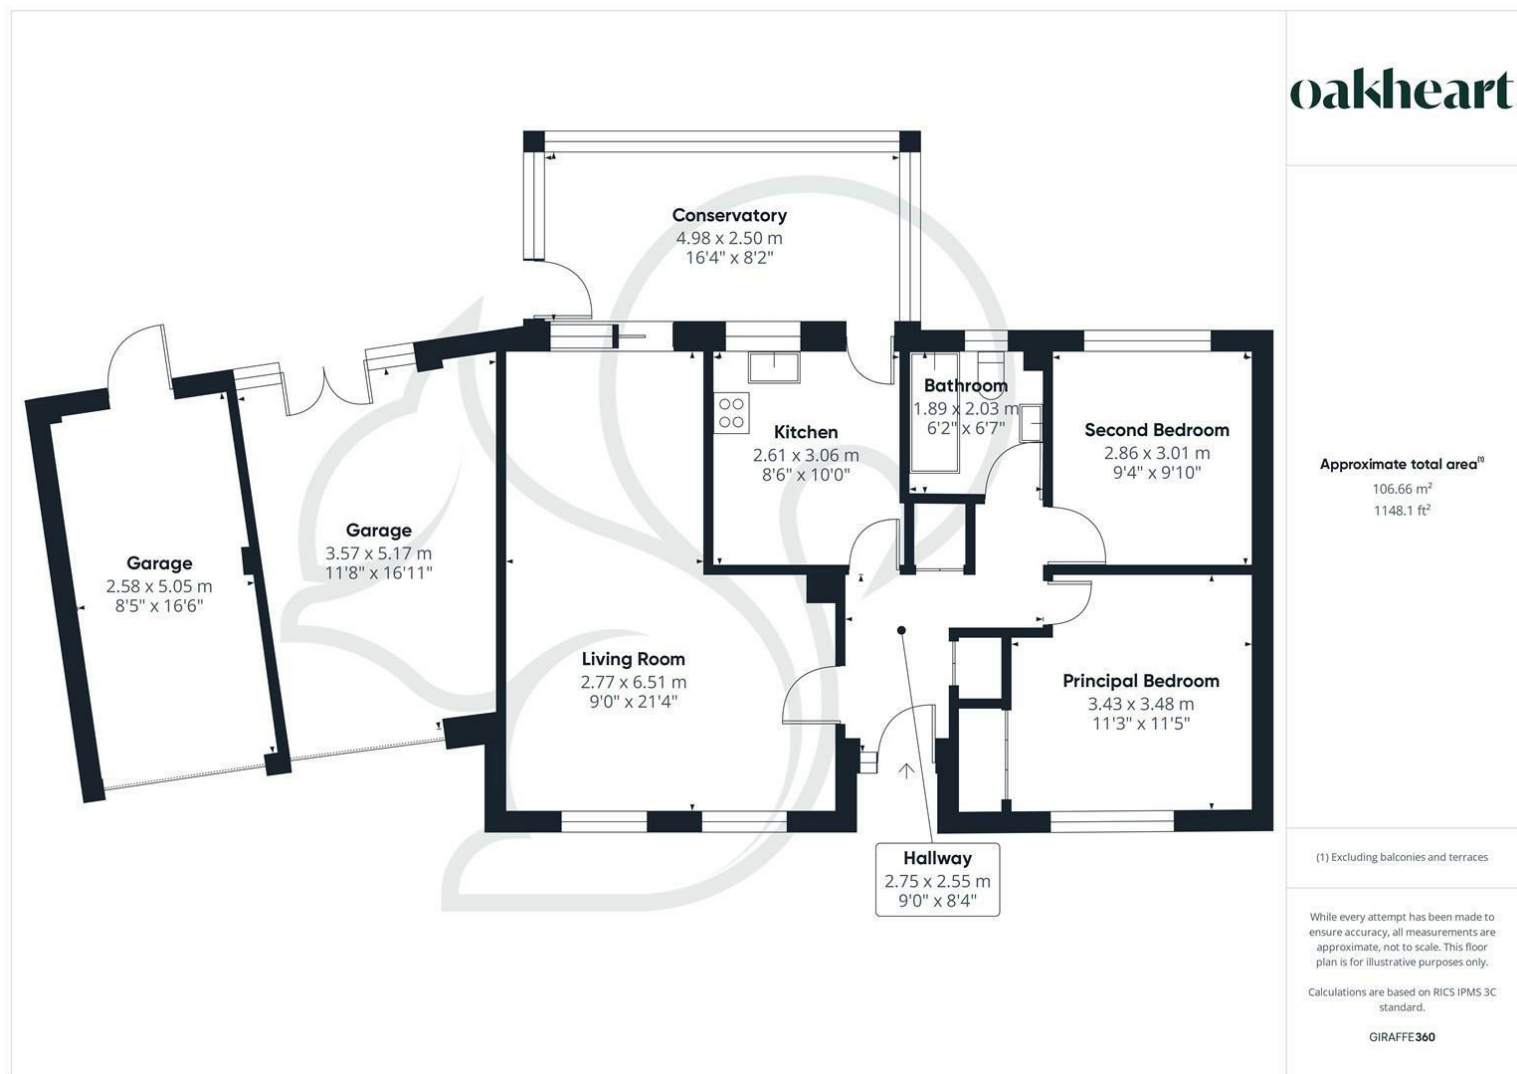 oakheart
Conservatory
4.98 x 2.50 m
16'4" x 8'2"
Bathroom
1.89 x 2.03 m
6'2" x 6'7"
Kitchen
2.61 x 3.06 m
8'6" x 10'0"
Second Bedroom
2.86 x 3.01 m
9'4" x 9'10"
Garage
3.57 x 5.17 m
11'8" x 16'11"
Garage
2.58 x 5.05 m
8'5" x 16'6"
Living Room
2.77 x 6.51 m
9'0" x 21'4"
Principal Bedroom
3.43 x 3.48 m
11'3" x 11'5"
Hallway
2.75 x 2.55 m
9'0" x 8'4"
Approximate total area(1)
106.66 m²
1148.1 ft²
(1) Excluding balconies and terraces
While every attempt has been made to
ensure accuracy, all measurements are
approximate, not to scale. This floor
plan is for illustrative purposes only.
Calculations are based on RICS IPMS 3C
standard.
GIRAFFE360